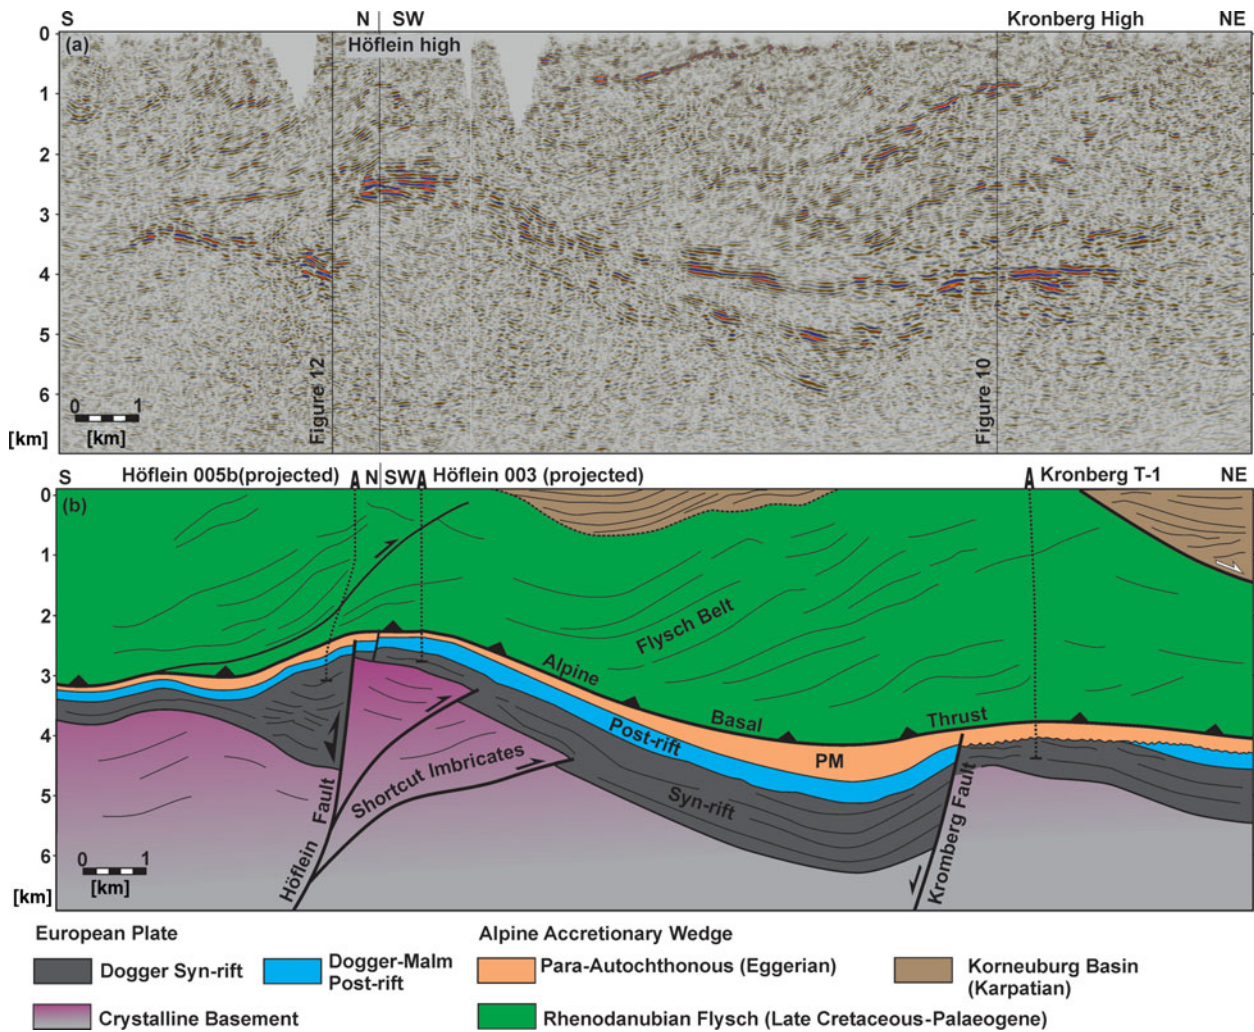 S N SW Kronberg High NE
(a) Höflein high
0
1
2
3
4
5
6
[km]
0 1
[km]
Figure 12
Figure 10
Höflein 005b(projected) Höflein 003 (projected) Kronberg T-1
S N SW NE
(b)
0
1
2
3
4
5
6
[km]
0 1
[km]
Flysch Belt
Alpine Basal Thrust
Post-rift
PM
Syn-rift
Shortcut Imbricates
Höflein Fault
Kromberg Fault
European Plate
Alpine Accretionary Wedge
Dogger Syn-rift
Dogger-Malm
Post-rift
Para-Autochthonous (Eggerian)
Korneuburg Basin
(Karpatian)
Crystalline Basement
Rhenodanubian Flysch (Late Cretaceous-Palaeogene)